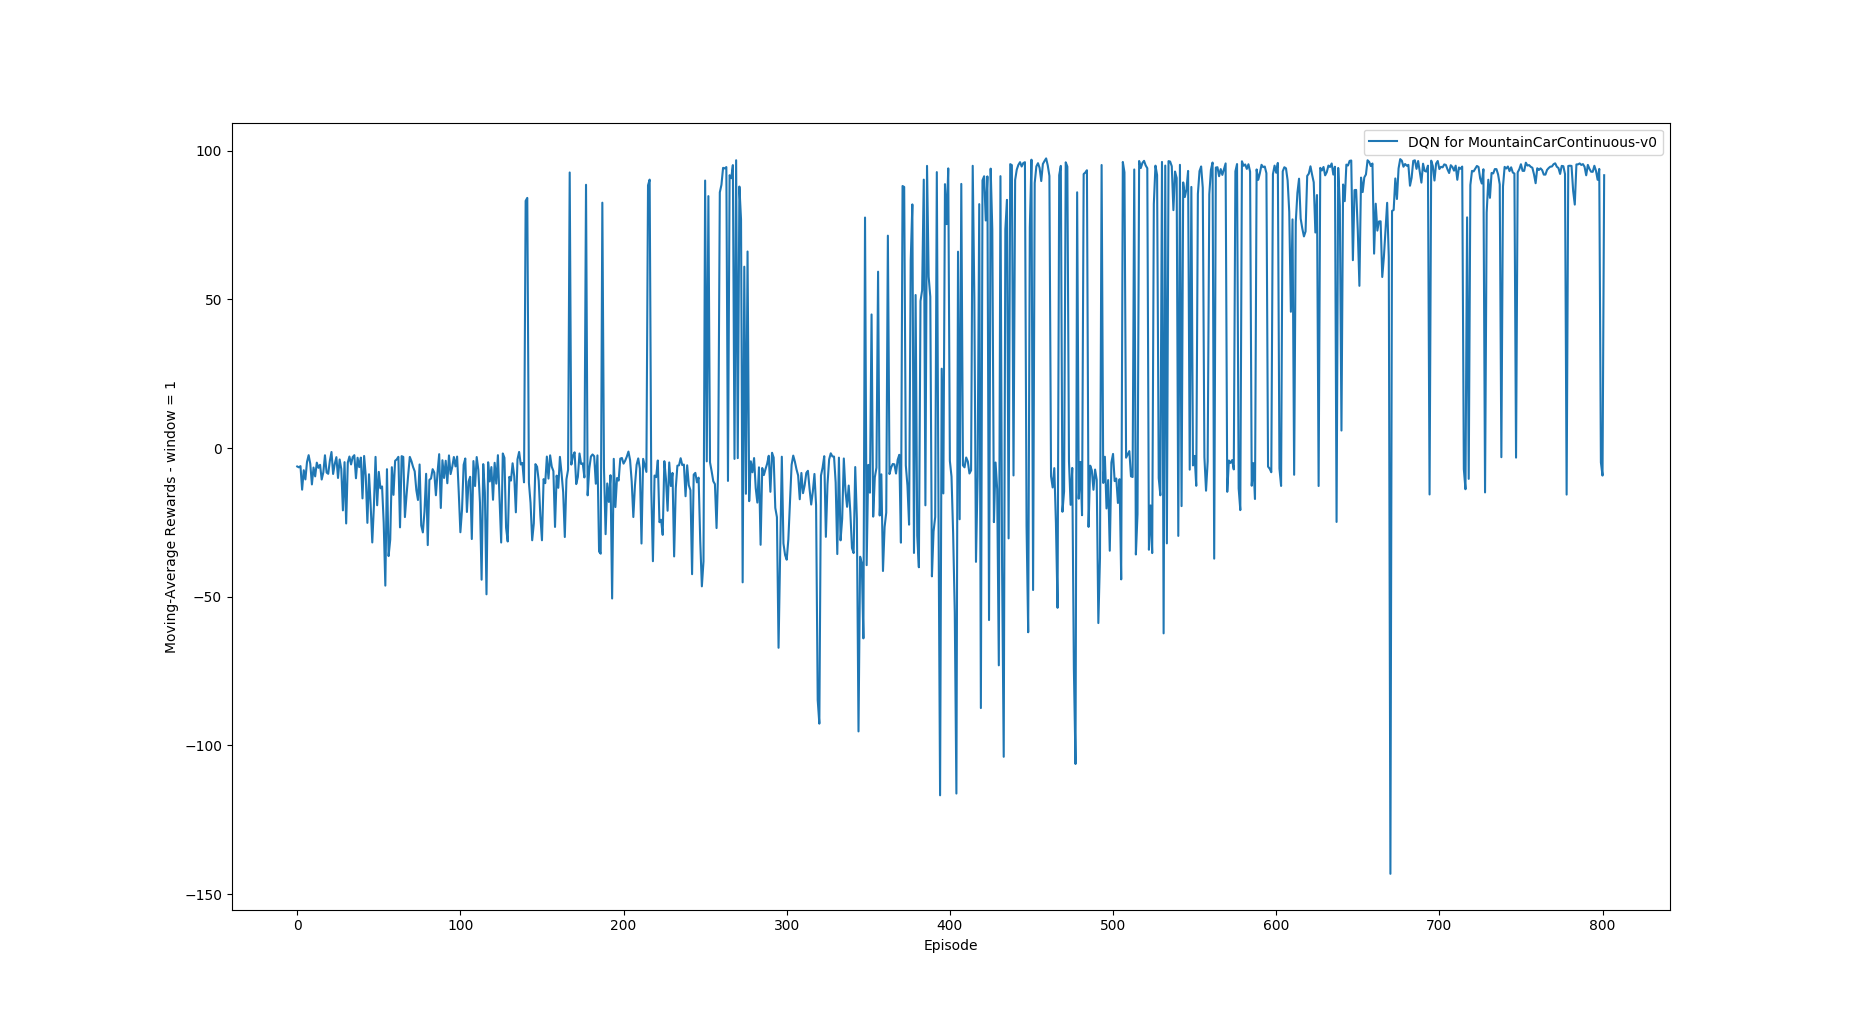 DQN for MountainCarContinuous-v0
100
50
0
−50
−100
−150
Moving-Average Rewards - window = 1
0 100 200 300 400 500 600 700 800
Episode